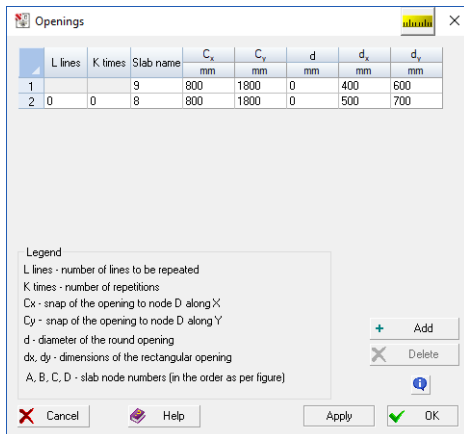 Openings
L lines K times Slab name Cx Cy d dx dy
mm mm mm mm mm
1 9 800 1800 0 400 600
2 0 0 8 800 1800 0 500 700
Legend
L lines - number of lines to be repeated
K times - number of repetitions
Cx - snap of the opening to node D along X
Cy - snap of the opening to node D along Y
d - diameter of the round opening
dx, dy - dimensions of the rectangular opening
A, B, C, D - slab node numbers (in the order as per figure)
Add
Delete
Cancel Help Apply OK